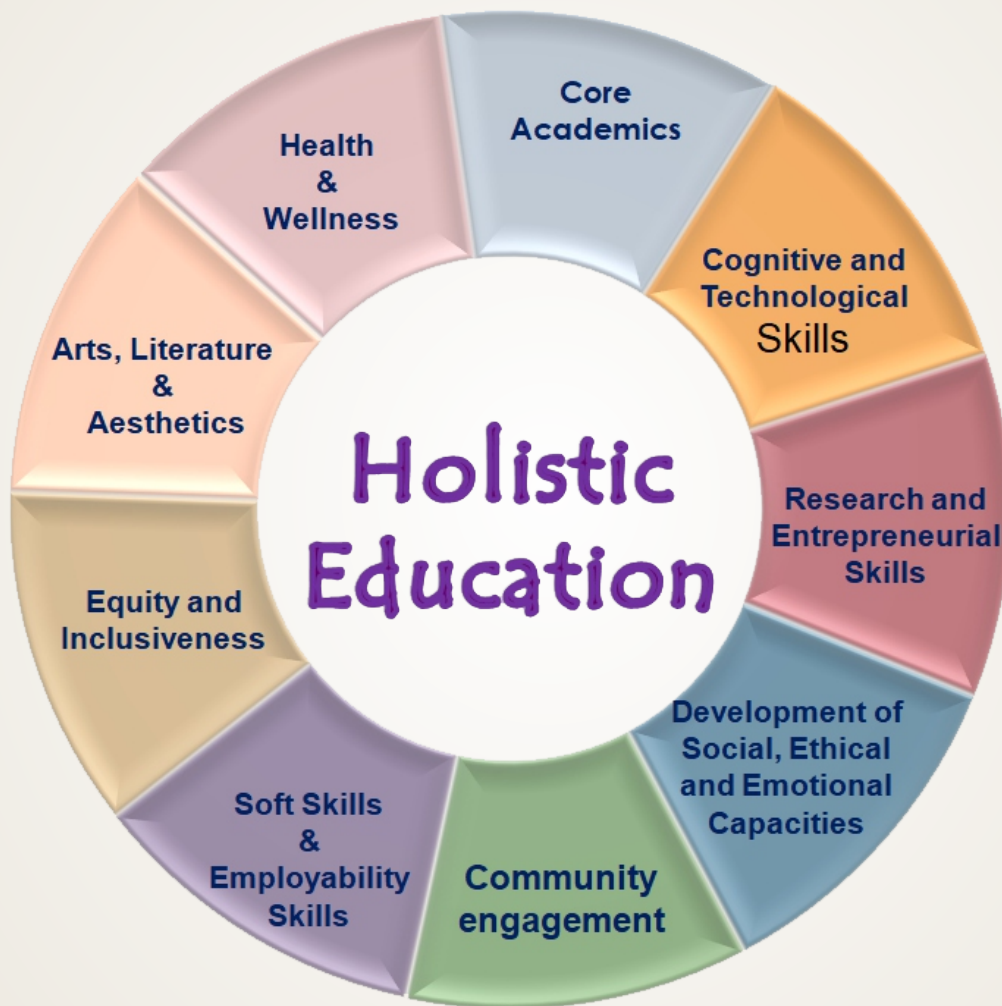 Core
Academics
Cognitive and
Technological
Skills
Research and
Entrepreneurial
Skills
Development of
Social, Ethical
and Emotional
Capacities
Community
engagement
Soft Skills
&
Employability
Skills
Equity and
Inclusiveness
Arts, Literature
&
Aesthetics
Health
&
Wellness
Holistic
Education